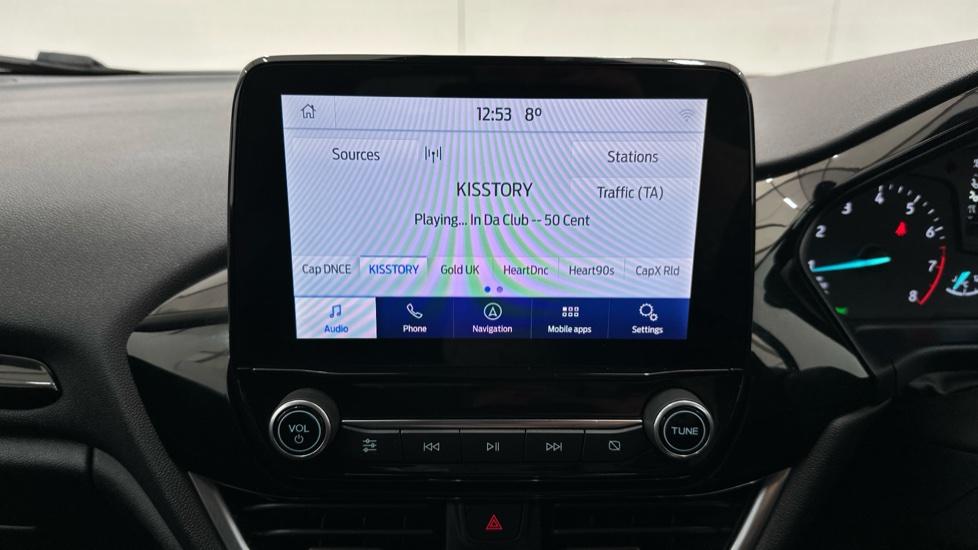 12:53 8º
Sources
Stations
KISSTORY
Traffic (TA)
Playing... In Da Club -- 50 Cent
Cap DNCE KISSTORY Gold UK HeartDnc Heart90s CapX Rld
Audio Phone Navigation Mobile apps Settings
VOL
TUNE
1 2 3 4 5 6 7 8